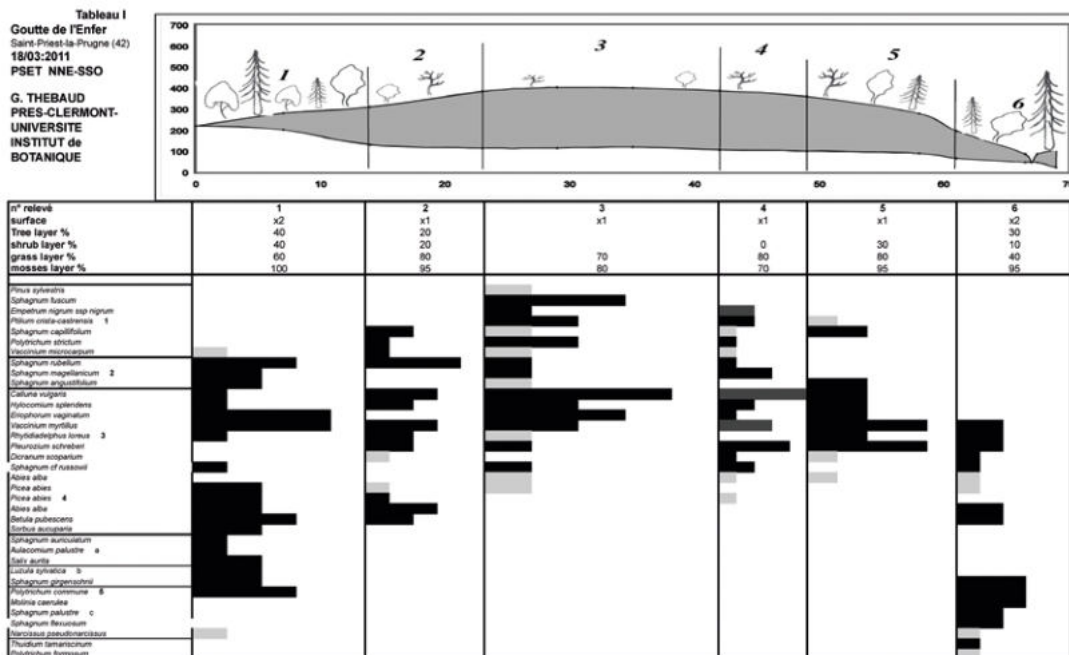 Tableau I
Goutte de l'Enfer
Saint-Priest-la-Prugne (42)
18/03:2011
PSET NNE-SSO
G. THEBAUD
PRES-CLERMONT-
UNIVERSITE
INSTITUT de
BOTANIQUE
700
600
500
400
300
200
100
0
0 10 20 30 40 50 60 70
1 2 3 4 5 6
n° relevé 1 2 3 4 5 6
surface x2 x1 x1 x1 x1 x2
Tree layer % 40 20 30
shrub layer % 40 20 0 30 10
grass layer % 60 80 70 80 80 40
mosses layer % 100 95 80 70 95 95
Pinus sylvestris
Sphagnum fuscum
Empetrum nigrum ssp nigrum
Ptilium crista-castrensis 1
Sphagnum capillifolium
Polytrichum strictum
Vaccinium microcarpum
Sphagnum rubellum
Sphagnum magellanicum 2
Sphagnum angustifolium
Calluna vulgaris
Hylocomium splendens
Eriophorum vaginatum
Vaccinium myrtillus
Rhytidiadelphus loreus 3
Pleurozium schreberi
Dicranum scoparium
Sphagnum cf russowii
Abies alba
Picea abies
Picea abies 4
Abies alba
Betula pubescens
Sorbus aucuparia
Sphagnum auriculatum
Aulacomium palustre a
Salix aurita
Luzula sylvatica b
Sphagnum girgensohnii
Polytrichum commune 5
Molinia caerulea
Sphagnum palustre c
Sphagnum flexuosum
Narcissus pseudonarcissus
Thuidium tamariscinum
Polytrichum formosum